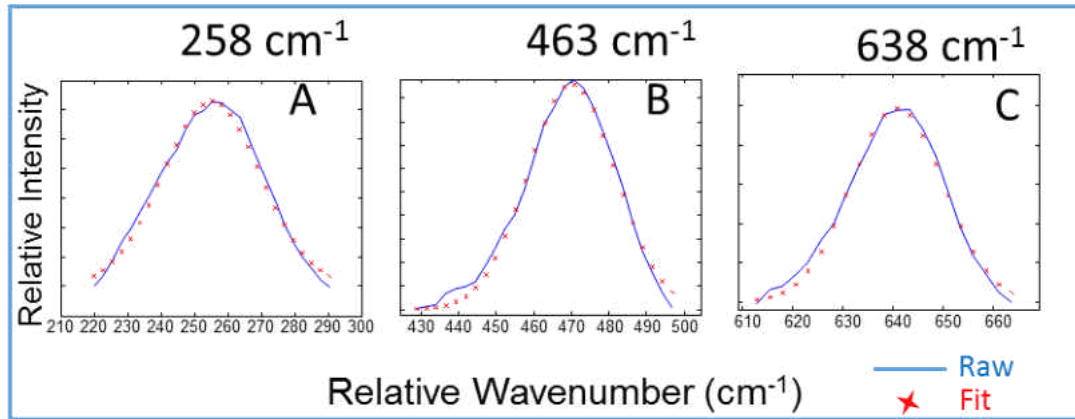 258 cm-1 463 cm-1 638 cm-1
A B C
Relative Intensity
210 220 230 240 250 260 270 280 290 300 430 440 450 460 470 480 490 500 610 620 630 640 650 660
Relative Wavenumber (cm-1)
Raw
Fit